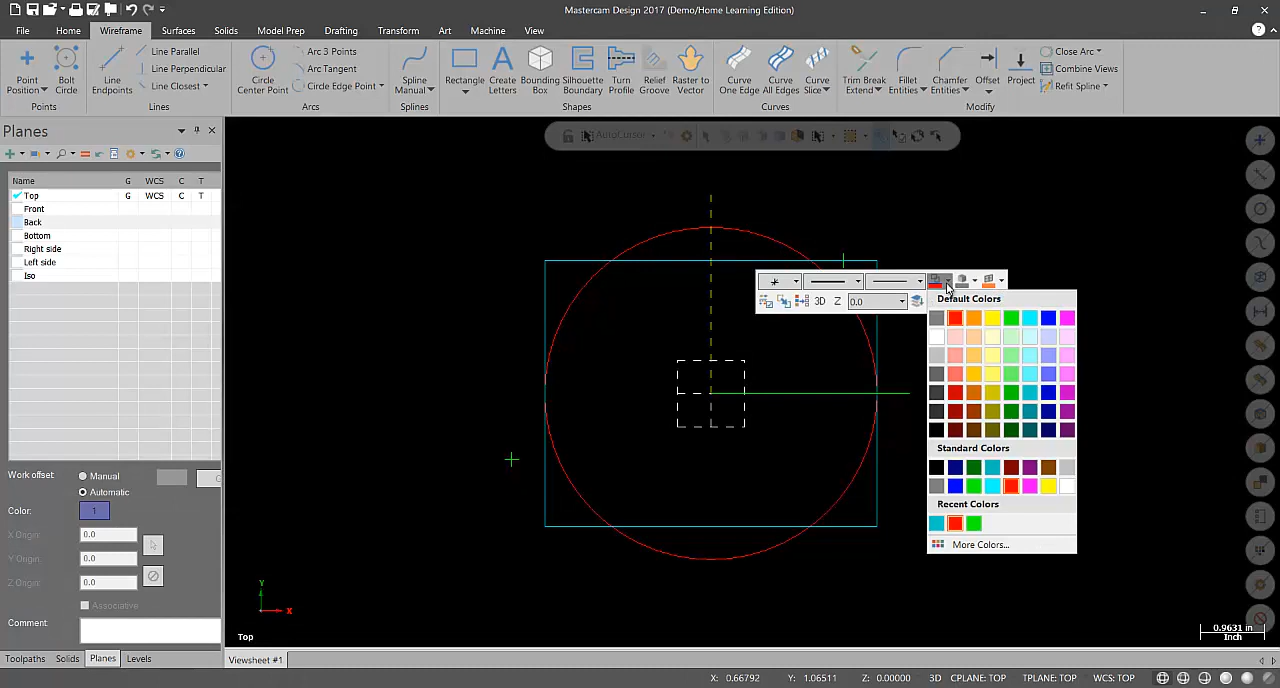 Mastercam Design 2017 (Demo/Home Learning Edition)
File Home Wireframe Surfaces Solids Model Prep Drafting Transform Art Machine View
Point Position
Bolt Circle
Points
Line Endpoints
Line Parallel
Line Perpendicular
Line Closest
Lines
Circle Center Point
Arc 3 Points
Arc Tangent
Circle Edge Point
Arcs
Spline Manual
Splines
Rectangle
Create Letters
Bounding Box
Silhouette Boundary
Turn Profile
Relief Groove
Raster to Vector
Shapes
Curve One Edge
Curve All Edges
Curve Slice
Curves
Trim Break Extend
Fillet Entities
Chamfer Entities
Offset
Project
Close Arc
Combine Views
Refit Spline
Modify
Planes
AutoCursor
Name G WCS C T
Top G WCS C T
Front
Back
Bottom
Right side
Left side
Iso
Work offset: Manual
G
Automatic
Color: 1
X Origin: 0.0
Y Origin: 0.0
Z Origin: 0.0
Associative
Comment:
Toolpaths Solids Planes Levels
3D Z 0.0
Default Colors
Standard Colors
Recent Colors
More Colors...
Y
X
Top
0.9631 in
Inch
Viewsheet #1
X: 0.66792 Y: 1.06511 Z: 0.00000 3D CPLANE: TOP TPLANE: TOP WCS: TOP